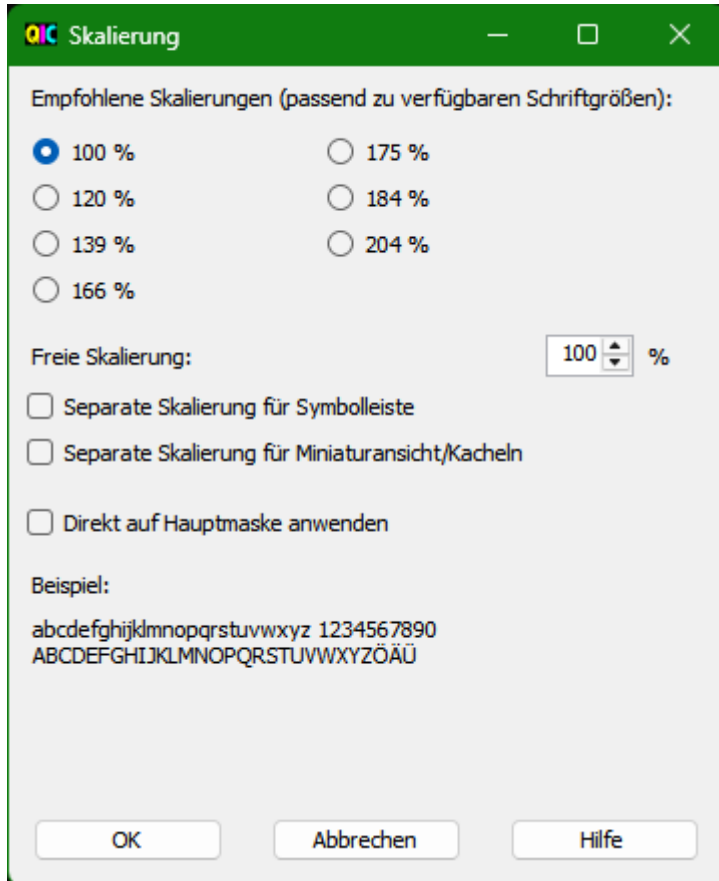 QIC Skalierung
Empfohlene Skalierungen (passend zu verfügbaren Schriftgrößen):
100 % 175 %
120 % 184 %
139 % 204 %
166 %
Freie Skalierung: 100 %
Separate Skalierung für Symbolleiste
Separate Skalierung für Miniaturansicht/Kacheln
Direkt auf Hauptmaske anwenden
Beispiel:
abcdefghijklmnopqrstuvwxyz 1234567890
ABCDEFGHIJKLMNOPQRSTUVWXYZÖÄÜ
OK Abbrechen Hilfe